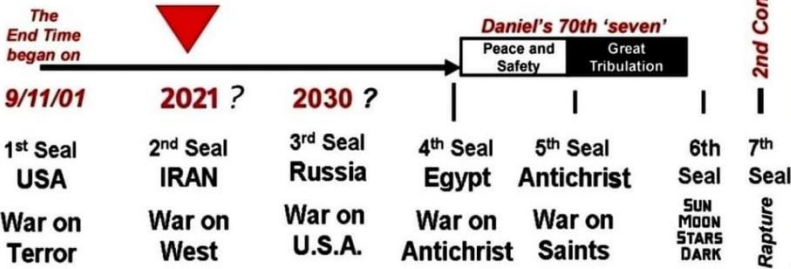 The
End Time
began on
Daniel's 70th 'seven'
Peace and
Safety
Great
Tribulation
9/11/01
2021 ?
2030 ?
1st Seal
USA
War on
Terror
2nd Seal
IRAN
War on
West
3rd Seal
Russia
War on
U.S.A.
4th Seal
Egypt
War on
Antichrist
5th Seal
Antichrist
War on
Saints
6th
Seal
SUN
MOON
STARS
DARK
7th
Seal
Rapture
2nd Com